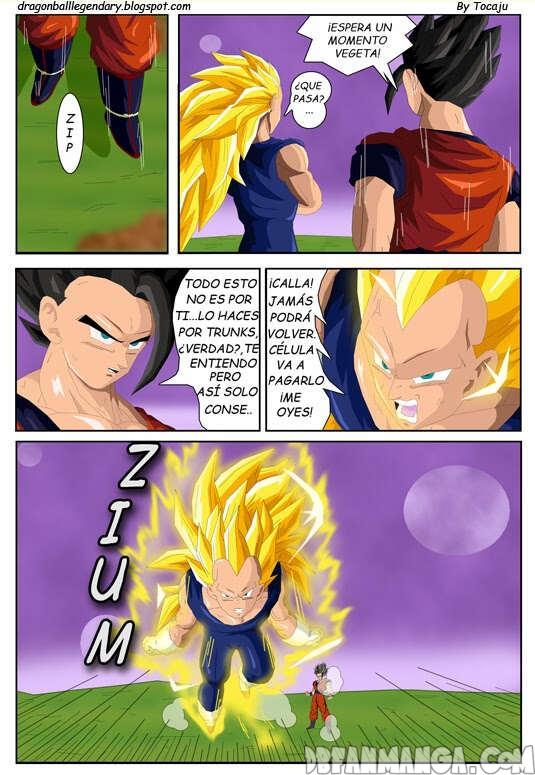 dragonballlegendary.blogspot.com
By Tocaju
ZIP
¡ESPERA UN
MOMENTO
VEGETA!
¿QUE
PASA?
...
TODO ESTO
NO ES POR
TI...LO HACES
POR TRUNKS,
¿VERDAD?,TE
ENTIENDO
PERO
ASÍ SOLO
CONSE..
¡CALLA!
JAMÁS
PODRÁ
VOLVER.
CÉLULA
VA A
PAGARLO
¡ME
OYES!
ZIUM
DBFANMANGA.COM